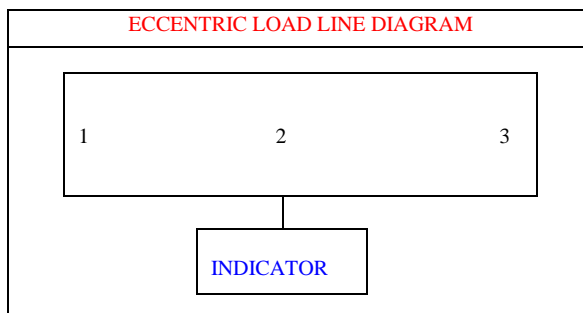 ECCENTRIC LOAD LINE DIAGRAM
1 2 3
INDICATOR